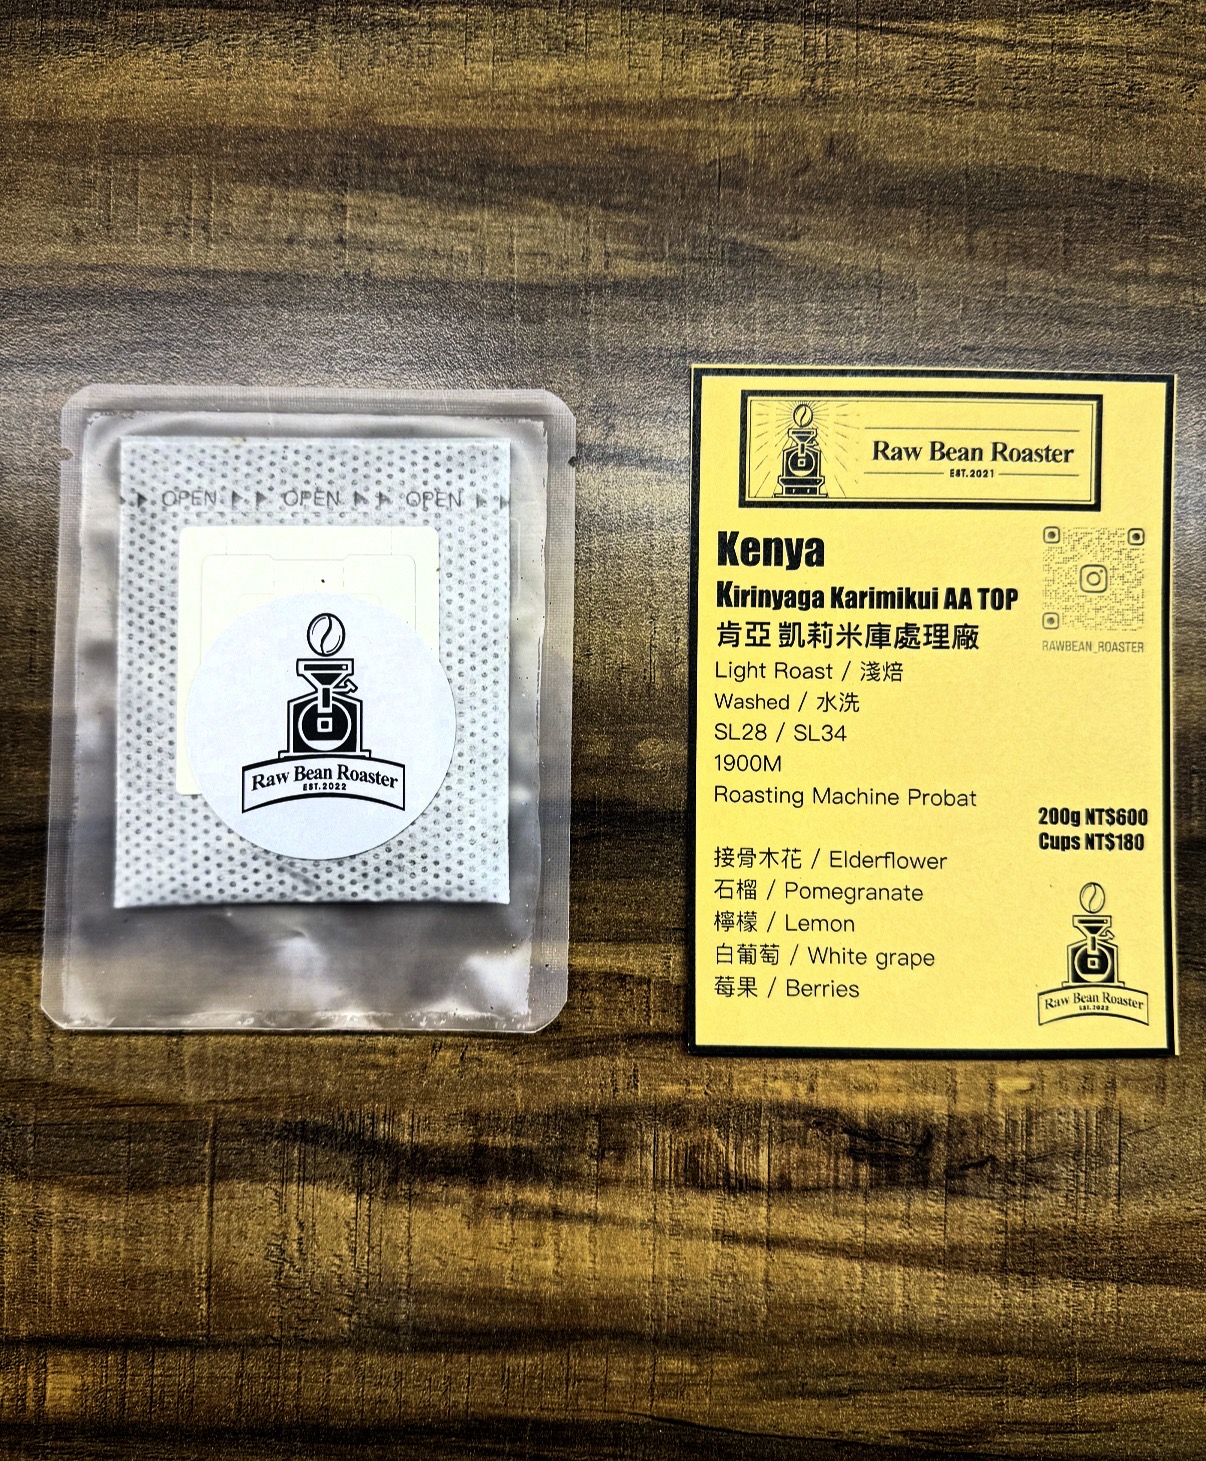 OPEN OPEN OPEN
Raw Bean Roaster
EST.2022
Raw Bean Roaster
EST.2021
Kenya
Kirinyaga Karimikui AA TOP
肯亞 凱莉米庫處理廠
RAWBEAN_ROASTER
Light Roast / 淺焙
Washed / 水洗
SL28 / SL34
1900M
Roasting Machine Probat
200g NT$600
Cups NT$180
接骨木花 / Elderflower
石榴 / Pomegranate
檸檬 / Lemon
白葡萄 / White grape
莓果 / Berries
Raw Bean Roaster
EST.2022